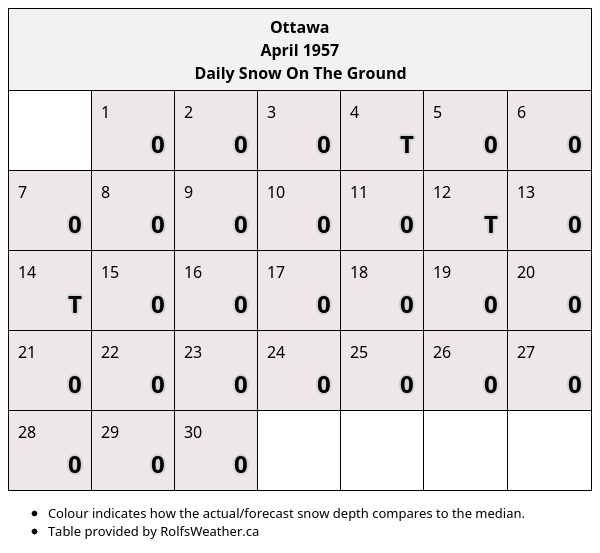 Ottawa
April 1957
Daily Snow On The Ground
1 2 3 4 5 6
0 0 0 T 0 0
7 8 9 10 11 12 13
0 0 0 0 0 T 0
14 15 16 17 18 19 20
T 0 0 0 0 0 0
21 22 23 24 25 26 27
0 0 0 0 0 0 0
28 29 30
0 0 0
• Colour indicates how the actual/forecast snow depth compares to the median.
• Table provided by RolfsWeather.ca